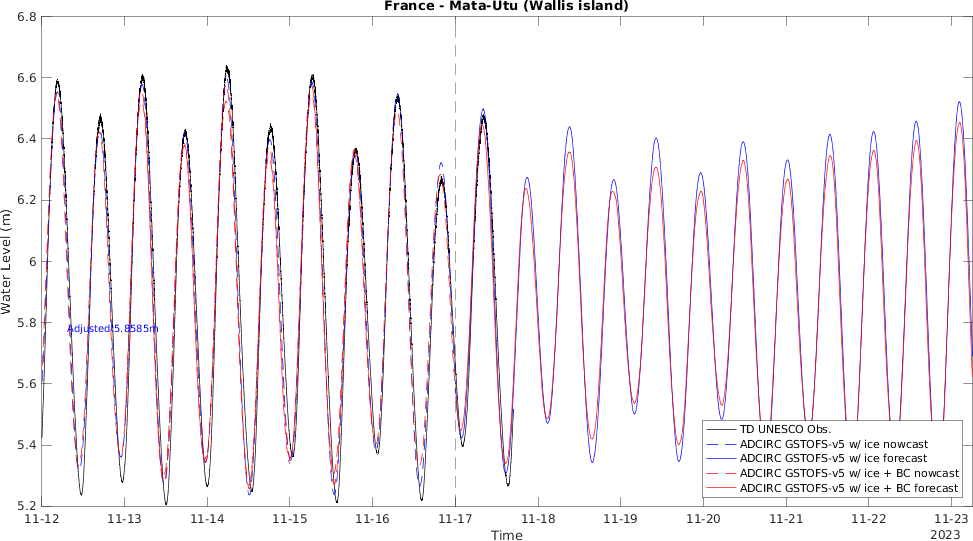 France - Mata-Utu (Wallis island)
6.8
6.6
6.4
6.2
6
5.8
5.6
5.4
5.2
Water Level (m)
Adjusted 5.8585m
TD UNESCO Obs.
ADCIRC GSTOFS-v5 w/ ice nowcast
ADCIRC GSTOFS-v5 w/ ice forecast
ADCIRC GSTOFS-v5 w/ ice + BC nowcast
ADCIRC GSTOFS-v5 w/ ice + BC forecast
11-12 11-13 11-14 11-15 11-16 11-17 11-18 11-19 11-20 11-21 11-22 11-23
2023
Time